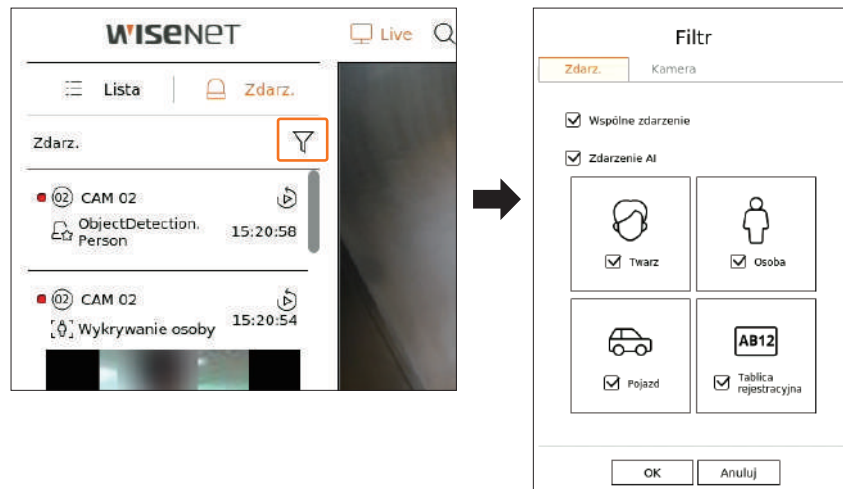 WISENET
Live
Lista
Zdarz.
Zdarz.
02 CAM 02
ObjectDetection.
Person
15:20:58
02 CAM 02
Wykrywanie osoby
15:20:54
Filtr
Zdarz. Kamera
Wspólne zdarzenie
Zdarzenie AI
Twarz
Osoba
Pojazd
AB12
Tablica
rejestracyjna
OK Anuluj